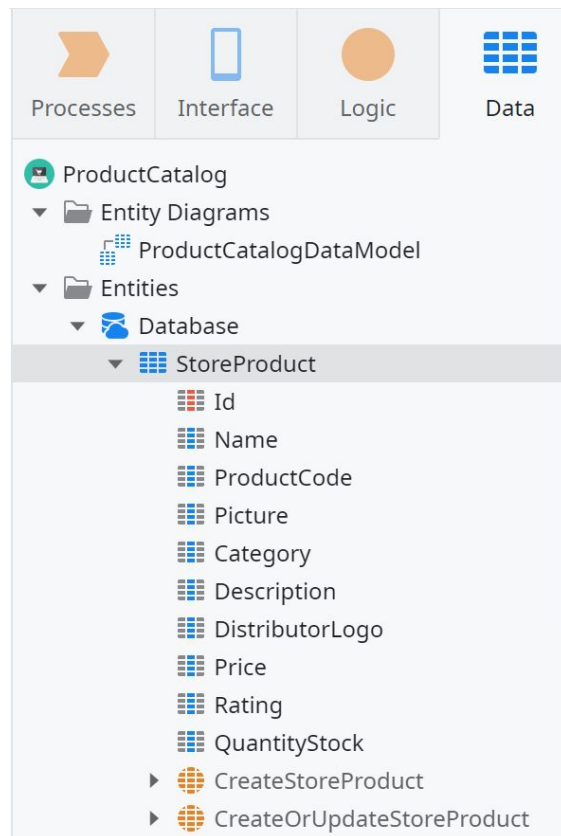 Processes Interface Logic Data
ProductCatalog
Entity Diagrams
ProductCatalogDataModel
Entities
Database
StoreProduct
Id
Name
ProductCode
Picture
Category
Description
DistributorLogo
Price
Rating
QuantityStock
CreateStoreProduct
CreateOrUpdateStoreProduct